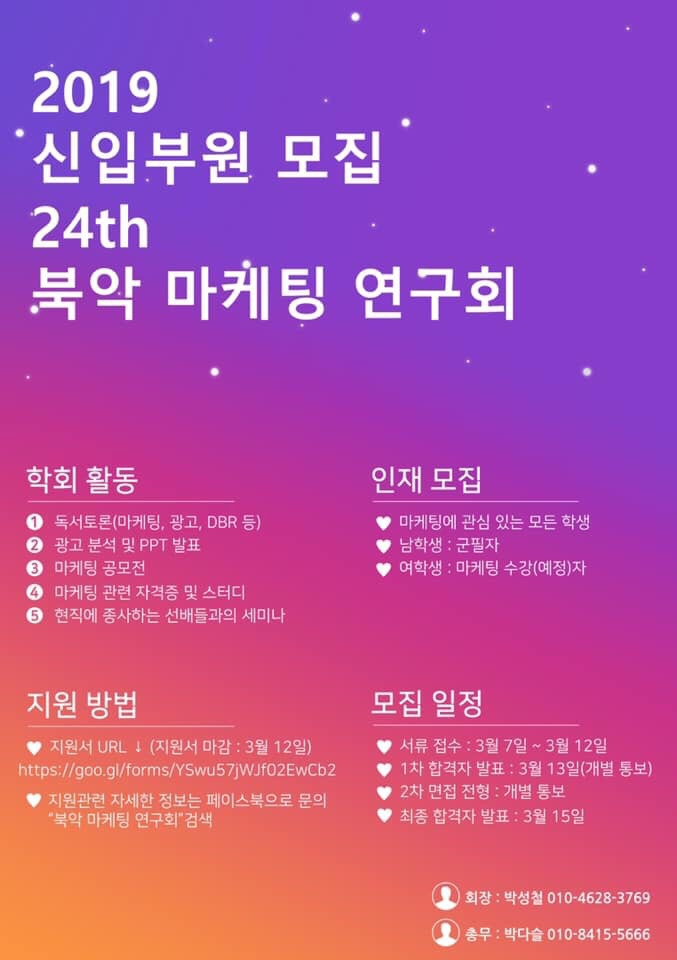 2019
신입부원 모집
24th
북악 마케팅 연구회
학회 활동
1 독서토론(마케팅, 광고, DBR 등)
2 광고 분석 및 PPT 발표
3 마케팅 공모전
4 마케팅 관련 자격증 및 스터디
5 현직에 종사하는 선배들과의 세미나
인재 모집
♥ 마케팅에 관심 있는 모든 학생
♥ 남학생 : 군필자
♥ 여학생 : 마케팅 수강(예정)자
지원 방법
♥ 지원서 URL ↓ (지원서 마감 : 3월 12일)
https://goo.gl/forms/YSwu57jWJf02EwCb2
♥ 지원관련 자세한 정보는 페이스북으로 문의
“북악 마케팅 연구회”검색
모집 일정
♥ 서류 접수 : 3월 7일 ~ 3월 12일
♥ 1차 합격자 발표 : 3월 13일(개별 통보)
♥ 2차 면접 전형 : 개별 통보
♥ 최종 합격자 발표 : 3월 15일
회장 : 박성철 010-4628-3769
총무 : 박다슬 010-8415-5666